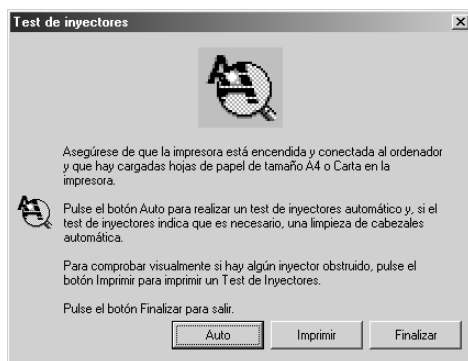 Test de inyectores
Asegúrese de que la impresora está encendida y conectada al ordenador
y que hay cargadas hojas de papel de tamaño A4 o Carta en la
impresora.
Pulse el botón Auto para realizar un test de inyectores automático y, si el
test de inyectores indica que es necesario, una limpieza de cabezales
automática.
Para comprobar visualmente si hay algún inyector obstruido, pulse el
botón Imprimir para imprimir un Test de Inyectores.
Pulse el botón Finalizar para salir.
Auto Imprimir Finalizar